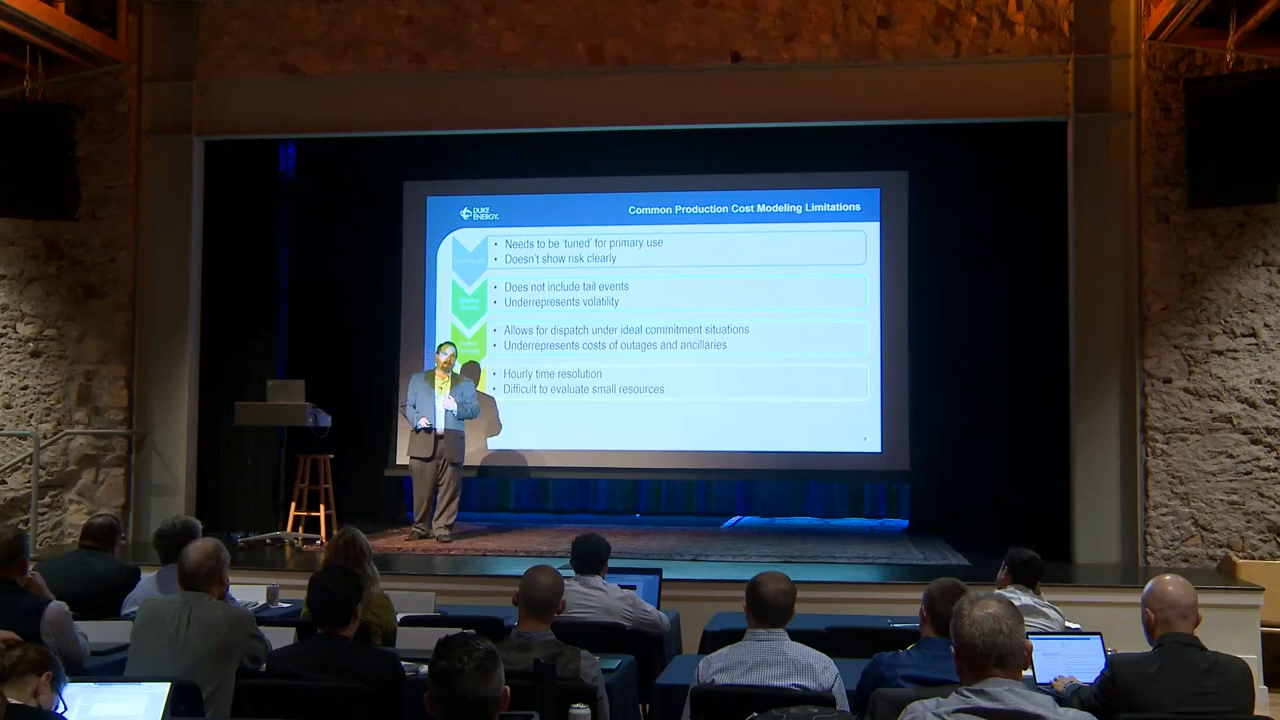 DUKE
ENERGY.
Common Production Cost Modeling Limitations
• Needs to be 'tuned' for primary use
• Doesn't show risk clearly
• Does not include tail events
• Underrepresents volatility
• Allows for dispatch under ideal commitment situations
• Underrepresents costs of outages and ancillaries
• Hourly time resolution
• Difficult to evaluate small resources